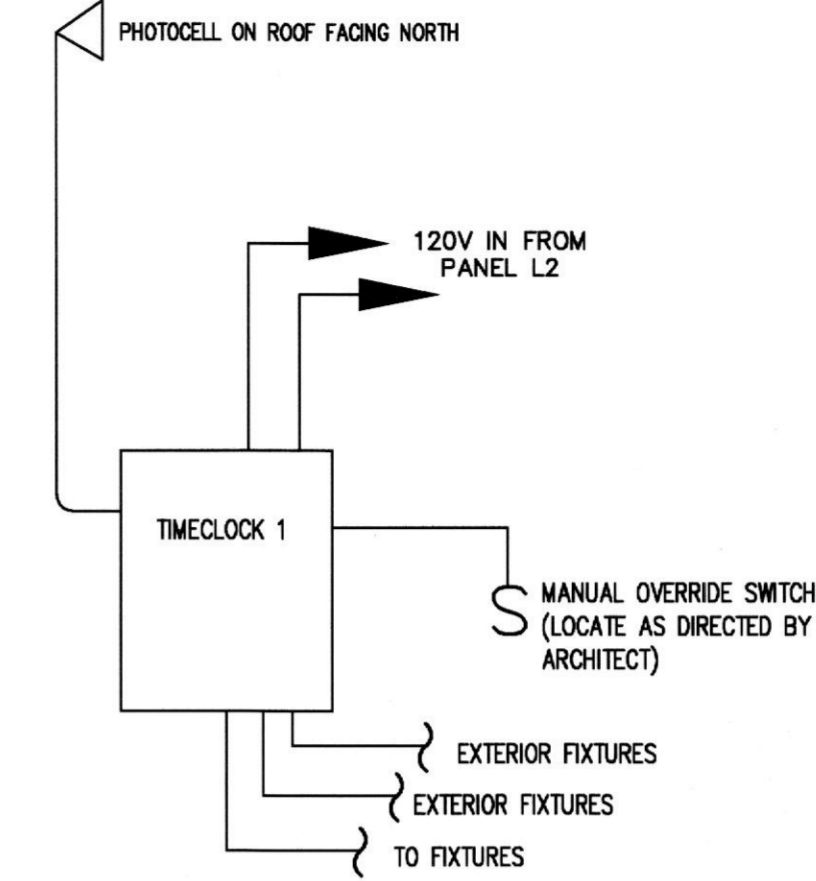 PHOTOCELL ON ROOF FACING NORTH
120V IN FROM
PANEL L2
TIMECLOCK 1
S
MANUAL OVERRIDE SWITCH
(LOCATE AS DIRECTED BY
ARCHITECT)
EXTERIOR FIXTURES
EXTERIOR FIXTURES
TO FIXTURES